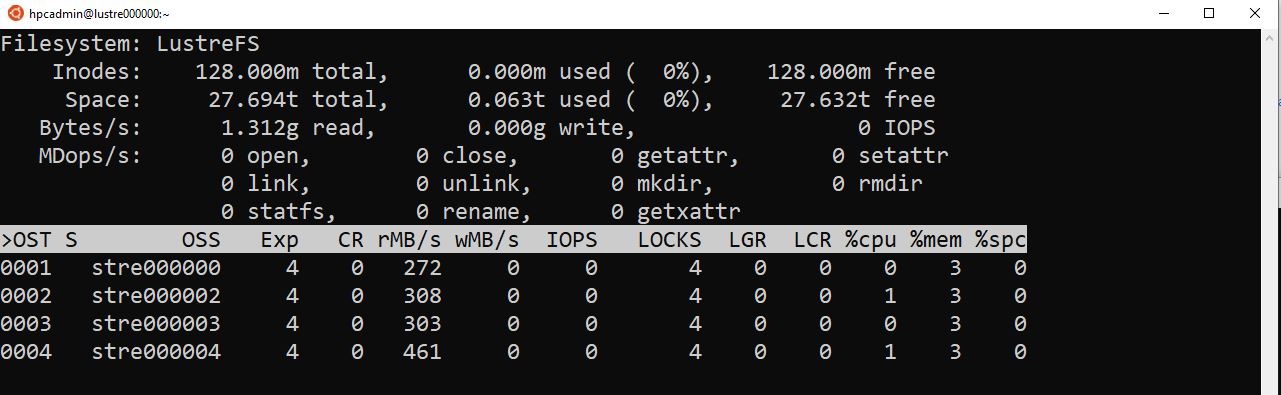 hpcadmin@lustre000000:~
Filesystem: LustreFS
Inodes: 128.000m total, 0.000m used ( 0%), 128.000m free
Space: 27.694t total, 0.063t used ( 0%), 27.632t free
Bytes/s: 1.312g read, 0.000g write, 0 IOPS
MDops/s: 0 open, 0 close, 0 getattr, 0 setattr
0 link, 0 unlink, 0 mkdir, 0 rmdir
0 statfs, 0 rename, 0 getxattr
>OST S OSS Exp CR rMB/s wMB/s IOPS LOCKS LGR LCR %cpu %mem %spc
0001 stre000000 4 0 272 0 0 4 0 0 0 3 0
0002 stre000002 4 0 308 0 0 4 0 0 1 3 0
0003 stre000003 4 0 303 0 0 4 0 0 0 3 0
0004 stre000004 4 0 461 0 0 4 0 0 1 3 0